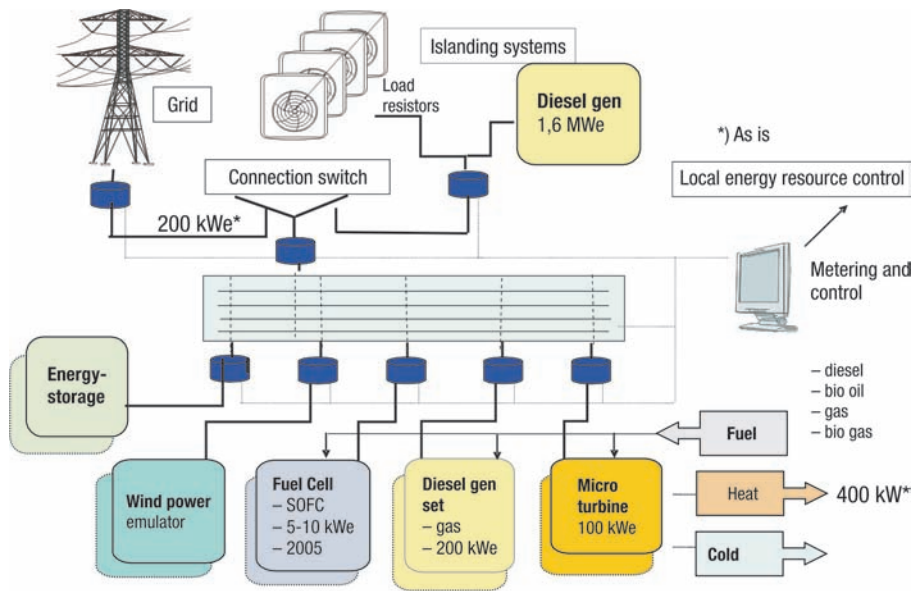 Islanding systems
Grid
Load
resistors
Diesel gen
1,6 MWe
*) As is
Connection switch
Local energy resource control
200 kWe*
Metering and
control
Energy-
storage
– diesel
– bio oil
– gas
– bio gas
Fuel
Wind power
emulator
Fuel Cell
– SOFC
– 5-10 kWe
– 2005
Diesel gen
set
– gas
– 200 kWe
Micro
turbine
100 kWe
Heat
400 kW*
Cold